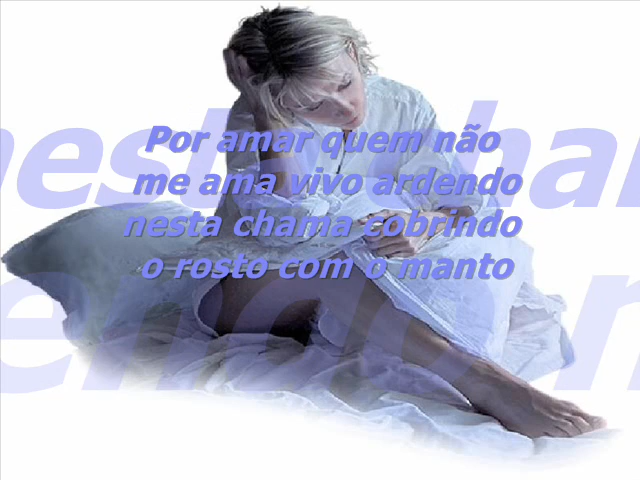 Por amar quem não
me ama vivo ardendo
nesta chama cobrindo
o rosto com o manto